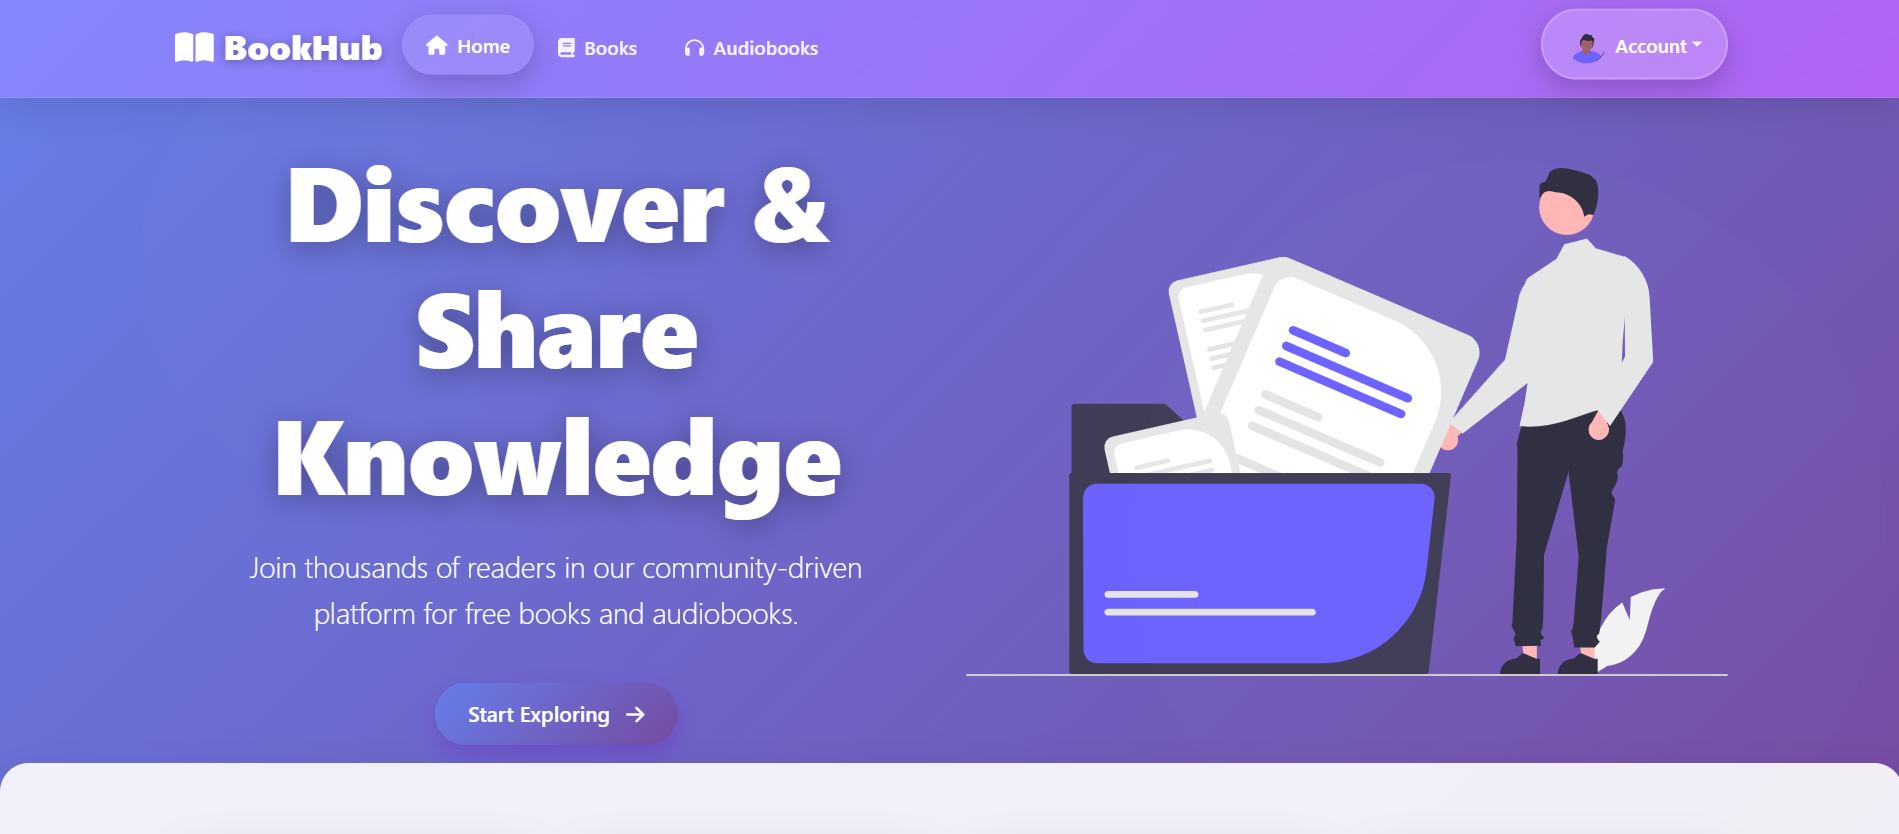 BookHub
Home
Books
Audiobooks
Account
Discover &
Share
Knowledge
Join thousands of readers in our community-driven
platform for free books and audiobooks.
Start Exploring